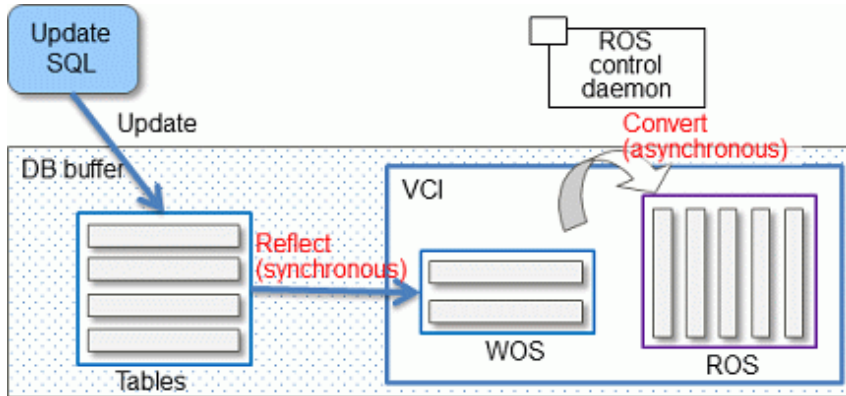 Update
SQL
ROS
control
daemon
Update
Convert
(asynchronous)
DB buffer
VCI
Reflect
(synchronous)
WOS
ROS
Tables